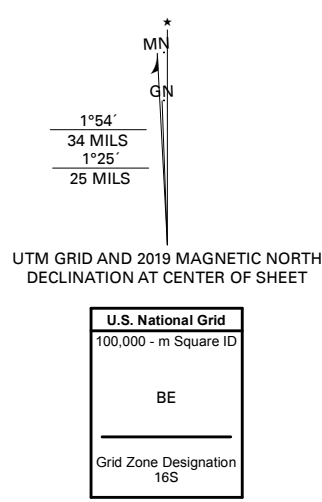 MN
GN
1°54´
34 MILS
1°25´
25 MILS
UTM GRID AND 2019 MAGNETIC NORTH
DECLINATION AT CENTER OF SHEET
U.S. National Grid
100,000 - m Square ID
BE
Grid Zone Designation
16S